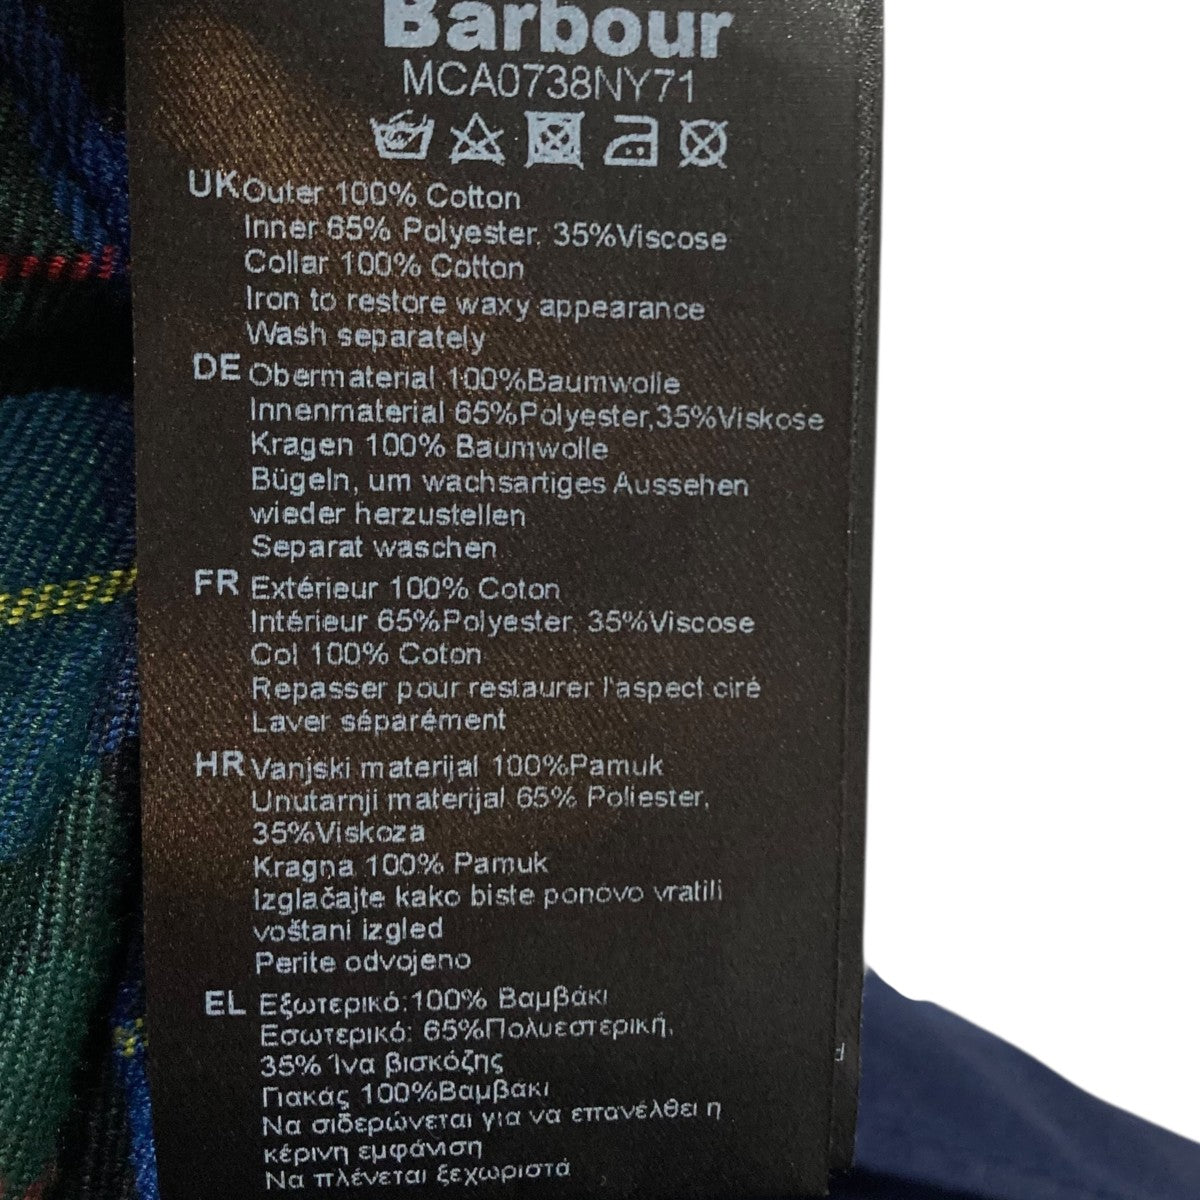 Barbour
MCA0738NY71
UK Outer 100% Cotton
Inner 65% Polyester, 35%Viscose
Collar 100% Cotton
Iron to restore waxy appearance
Wash separately
DE Obermaterial 100%Baumwolle
Innenmaterial 65%Polyester,35%Viskose
Kragen 100% Baumwolle
Bügeln, um wachsartiges Aussehen
wieder herzustellen
Separat waschen
FR Extérieur 100% Coton
Intérieur 65%Polyester, 35%Viscose
Col 100% Coton
Repasser pour restaurer l'aspect ciré
Laver séparément
HR Vanjski materijal 100%Pamuk
Unutarnji materijal 65% Poliester,
35%Viskoza
Kragna 100% Pamuk
Izglačajte kako biste ponovo vratili
voštani izgled
Perite odvojeno
EL Εξωτερικό:100% Βαμβάκι
Εσωτερικό: 65%Πολυεστερική,
35% Ίνα βισκόζης
Γιακάς 100%Βαμβάκι
Να σιδερώνεται για να επανέλθει η
κέρινη εμφάνιση
Να πλένεται ξεχωριστά